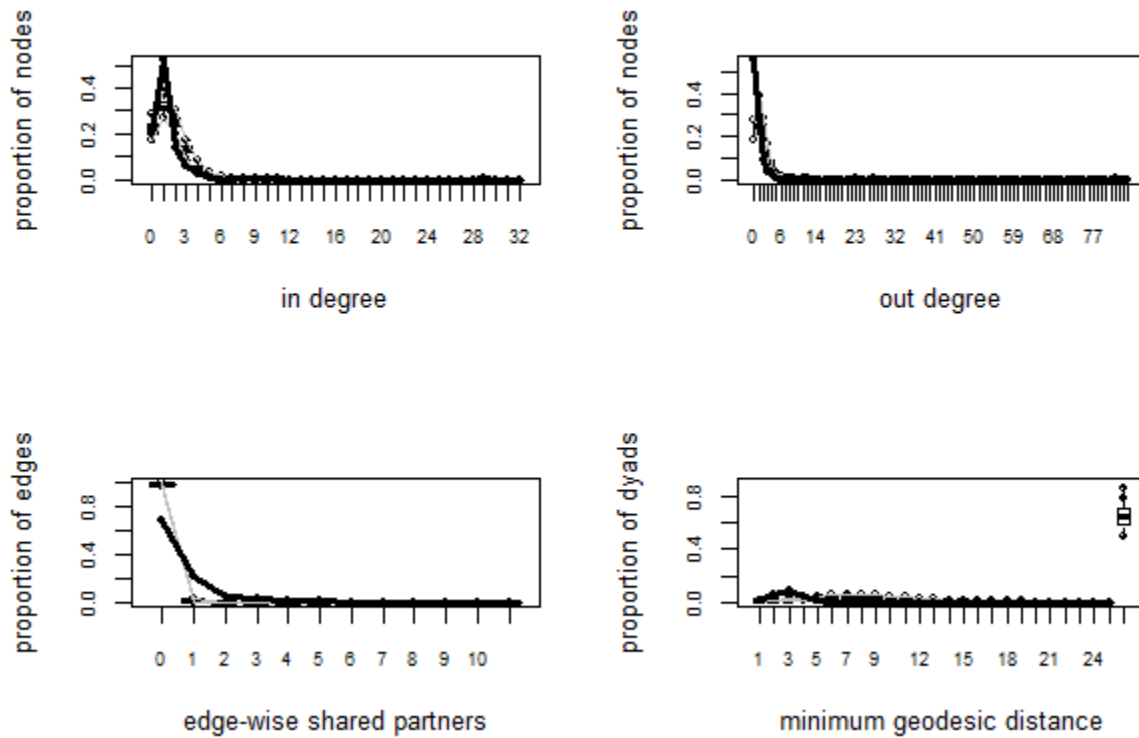 proportion of nodes
0.0 0.2 0.4
0 3 6 9 12 16 20 24 28 32
in degree
proportion of nodes
0.0 0.2 0.4
0 6 14 23 32 41 50 59 68 77
out degree
proportion of edges
0.0 0.4 0.8
0 1 2 3 4 5 6 7 8 9 10
edge-wise shared partners
proportion of dyads
0.0 0.4 0.8
1 3 5 7 9 12 15 18 21 24
minimum geodesic distance